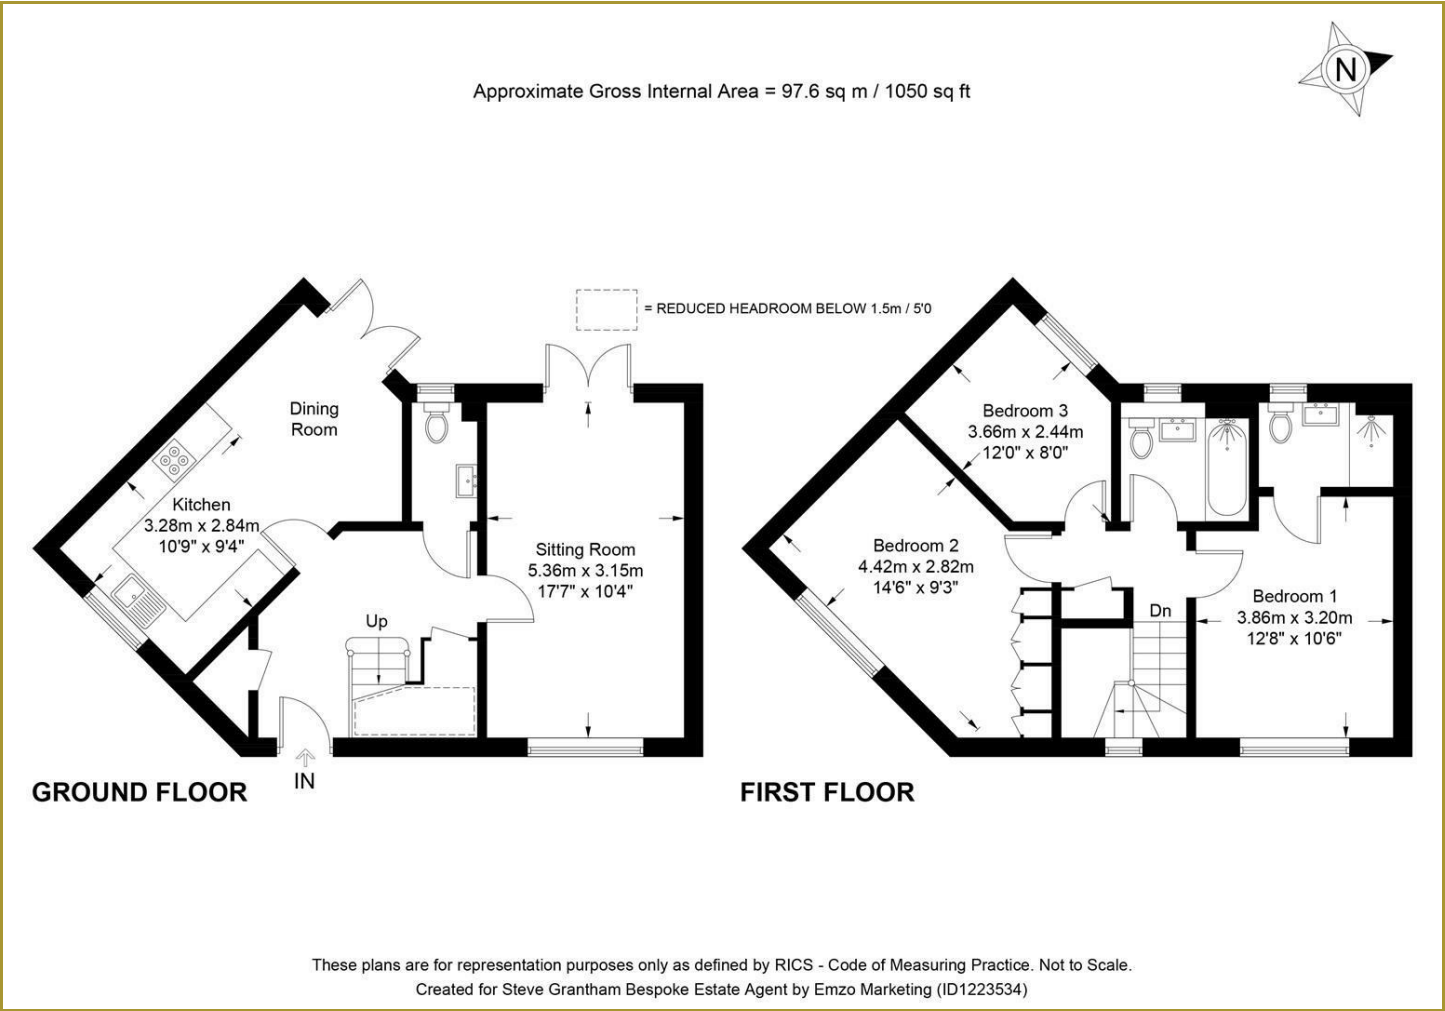 Approximate Gross Internal Area = 97.6 sq m / 1050 sq ft
N
= REDUCED HEADROOM BELOW 1.5m / 5'0
Dining
Room
Kitchen
3.28m x 2.84m
10'9" x 9'4"
Sitting Room
5.36m x 3.15m
17'7" x 10'4"
Up
IN
GROUND FLOOR
Bedroom 3
3.66m x 2.44m
12'0" x 8'0"
Bedroom 2
4.42m x 2.82m
14'6" x 9'3"
Dn
Bedroom 1
3.86m x 3.20m
12'8" x 10'6"
FIRST FLOOR
These plans are for representation purposes only as defined by RICS - Code of Measuring Practice. Not to Scale.
Created for Steve Grantham Bespoke Estate Agent by Emzo Marketing (ID1223534)